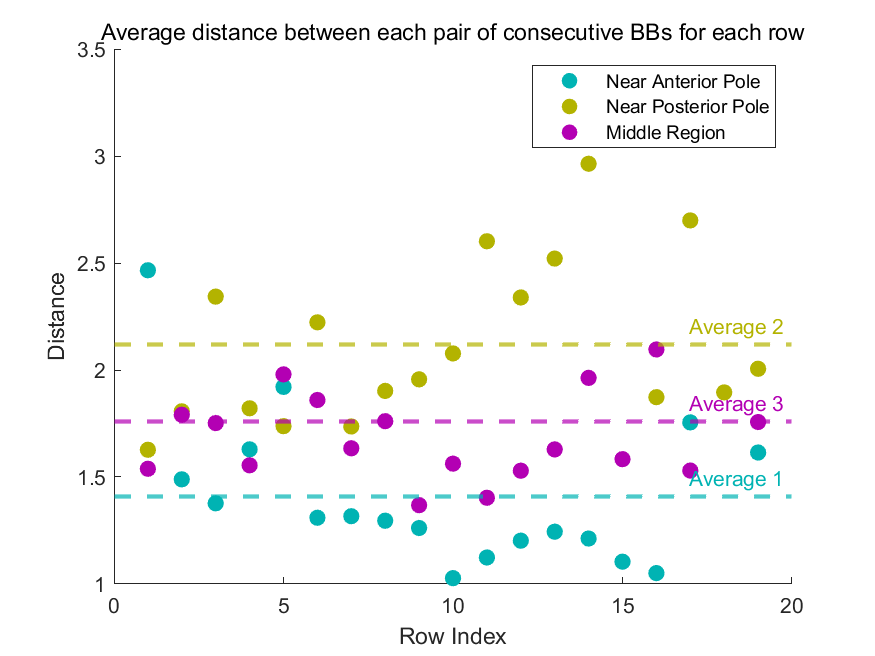 Average distance between each pair of consecutive BBs for each row
3.5
3
2.5
2
1.5
1
0
5
10
15
20
Distance
Row Index
Near Anterior Pole
Near Posterior Pole
Middle Region
Average 2
Average 3
Average 1